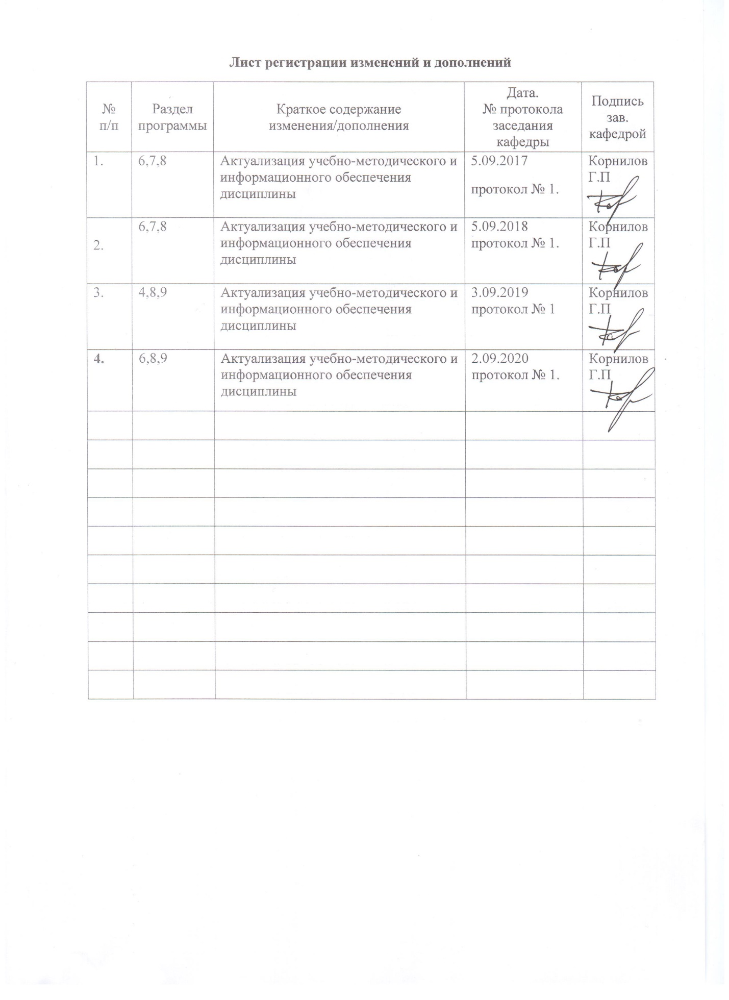 Лист регистрации изменений и дополнений
№
п/п
Раздел
программы
Краткое содержание
изменения/дополнения
Дата.
№ протокола
заседания
кафедры
Подпись
зав.
кафедрой
1.
6,7,8
Актуализация учебно-методического и
информационного обеспечения
дисциплины
5.09.2017
протокол № 1.
Корнилов
Г.П
2.
6,7,8
Актуализация учебно-методического и
информационного обеспечения
дисциплины
5.09.2018
протокол № 1.
Корнилов
Г.П
3.
4,8,9
Актуализация учебно-методического и
информационного обеспечения
дисциплины
3.09.2019
протокол № 1
Корнилов
Г.П
4.
6,8,9
Актуализация учебно-методического и
информационного обеспечения
дисциплины
2.09.2020
протокол № 1.
Корнилов
Г.П